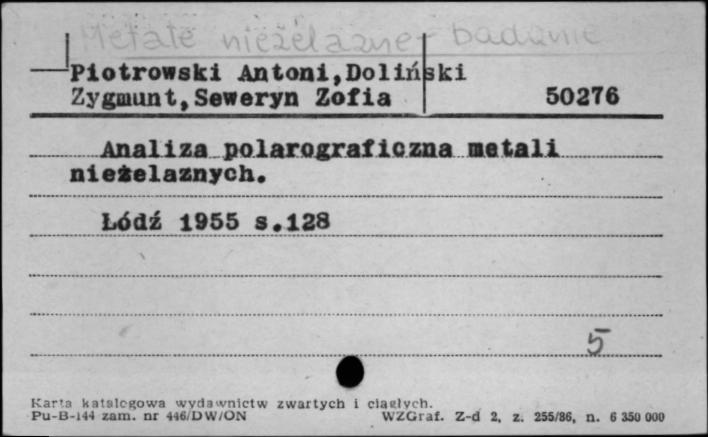 Metale nieżelazne - badanie
Piotrowski Antoni,Doliński
Zygmunt,Seweryn Zofia 50276
Analiza polarograficzna metali
nieżelaznych.
Łódź 1955 s.128
5
Karta katalogowa wydawnictw zwartych i ciągłych.
Pu-B-144 zam. nr 446/DW/ON WZGraf. Z-d 2, z. 255/86, n. 6 350 000